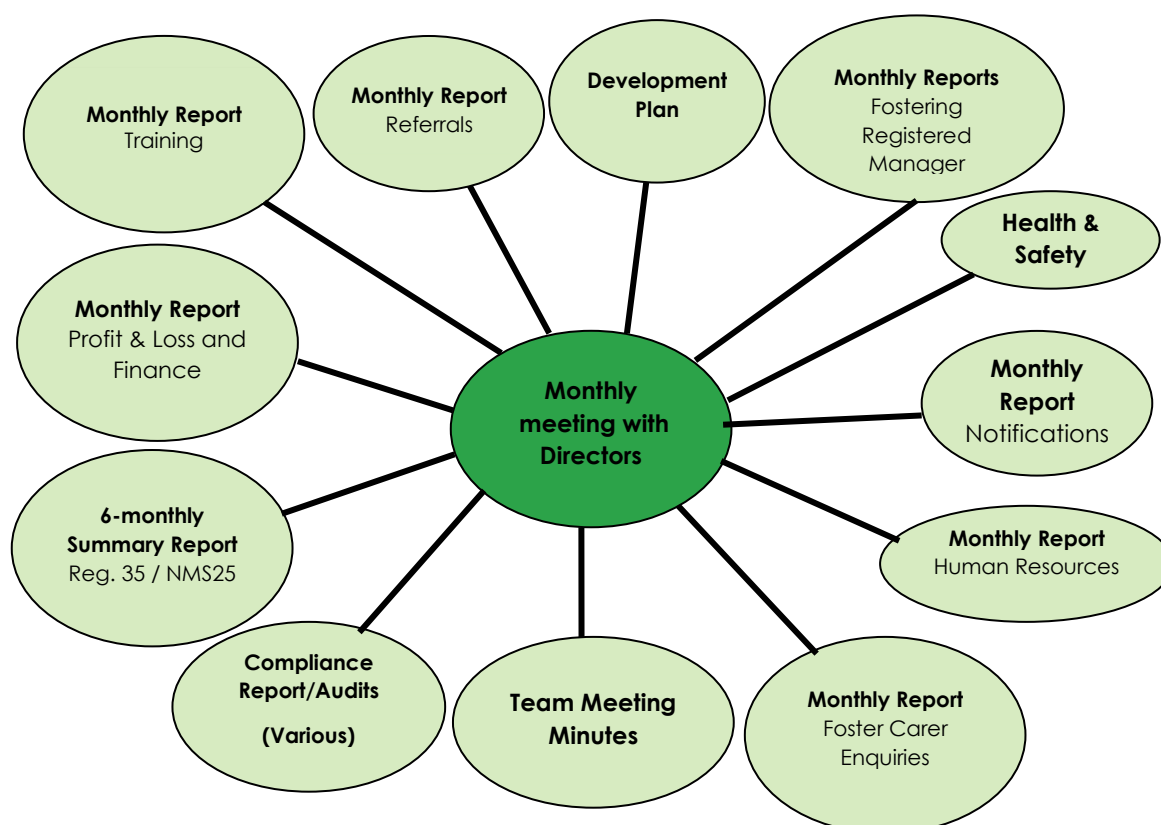 Monthly Report
Training
Monthly Report
Referrals
Development
Plan
Monthly Reports
Fostering
Registered
Manager
Health &
Safety
Monthly Report
Profit & Loss and
Finance
Monthly
meeting with
Directors
Monthly
Report
Notifications
6-monthly
Summary Report
Reg. 35 / NMS25
Monthly Report
Human Resources
Compliance
Report/Audits
(Various)
Team Meeting
Minutes
Monthly Report
Foster Carer
Enquiries